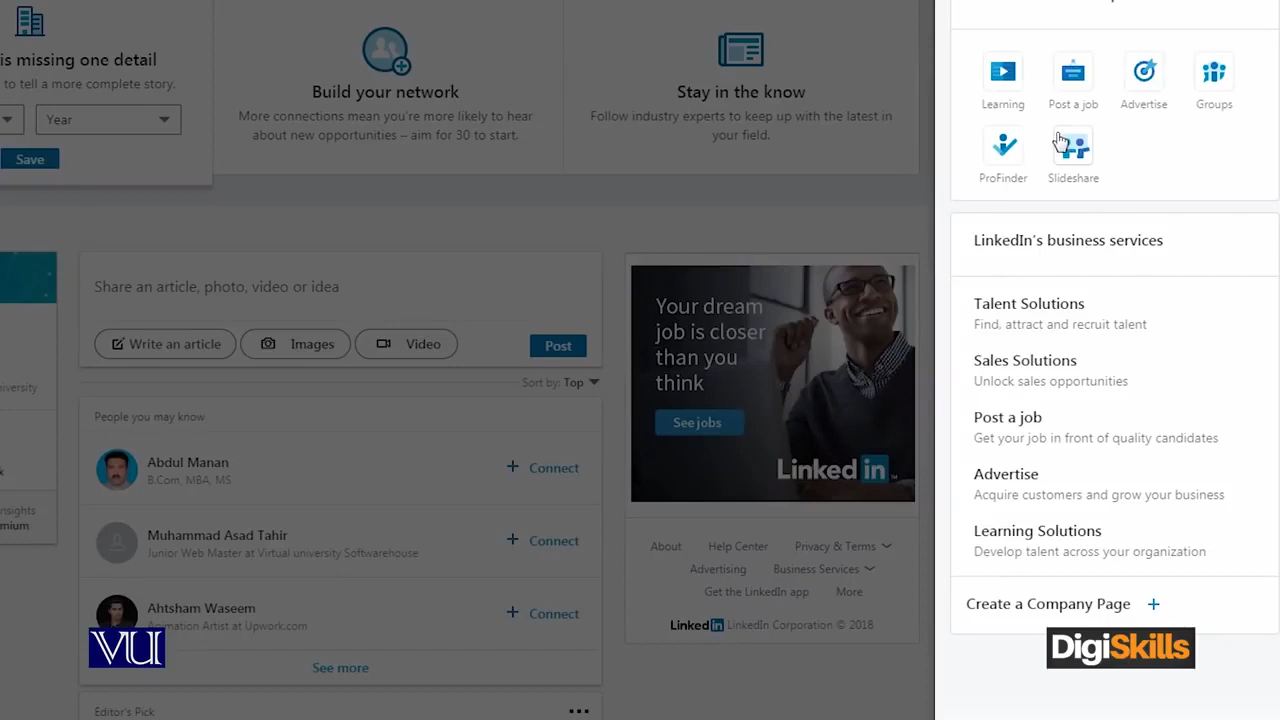 is missing one detail
to tell a more complete story.
Year
Save
Build your network
More connections mean you're more likely to hear
about new opportunities – aim for 30 to start.
Stay in the know
Follow industry experts to keep up with the latest in
your field.
Learning
Post a job
Advertise
Groups
ProFinder
Slideshare
LinkedIn's business services
Talent Solutions
Find, attract and recruit talent
Sales Solutions
Unlock sales opportunities
Post a job
Get your job in front of quality candidates
Advertise
Acquire customers and grow your business
Learning Solutions
Develop talent across your organization
Create a Company Page +
Share an article, photo, video or idea
Write an article
Images
Video
Post
Sort by: Top
People you may know
Abdul Manan
B.Com, MBA, MS
+ Connect
Muhammad Asad Tahir
Junior Web Master at Virtual university Softwarehouse
+ Connect
Ahtsham Waseem
Animation Artist at Upwork.com
+ Connect
See more
Editor's Pick
Your dream
job is closer
than you
think
See jobs
Linkedin
About
Help Center
Privacy & Terms
Advertising
Business Services
Get the LinkedIn app
More
Linkedin LinkedIn Corporation © 2018
VU
DigiSkills